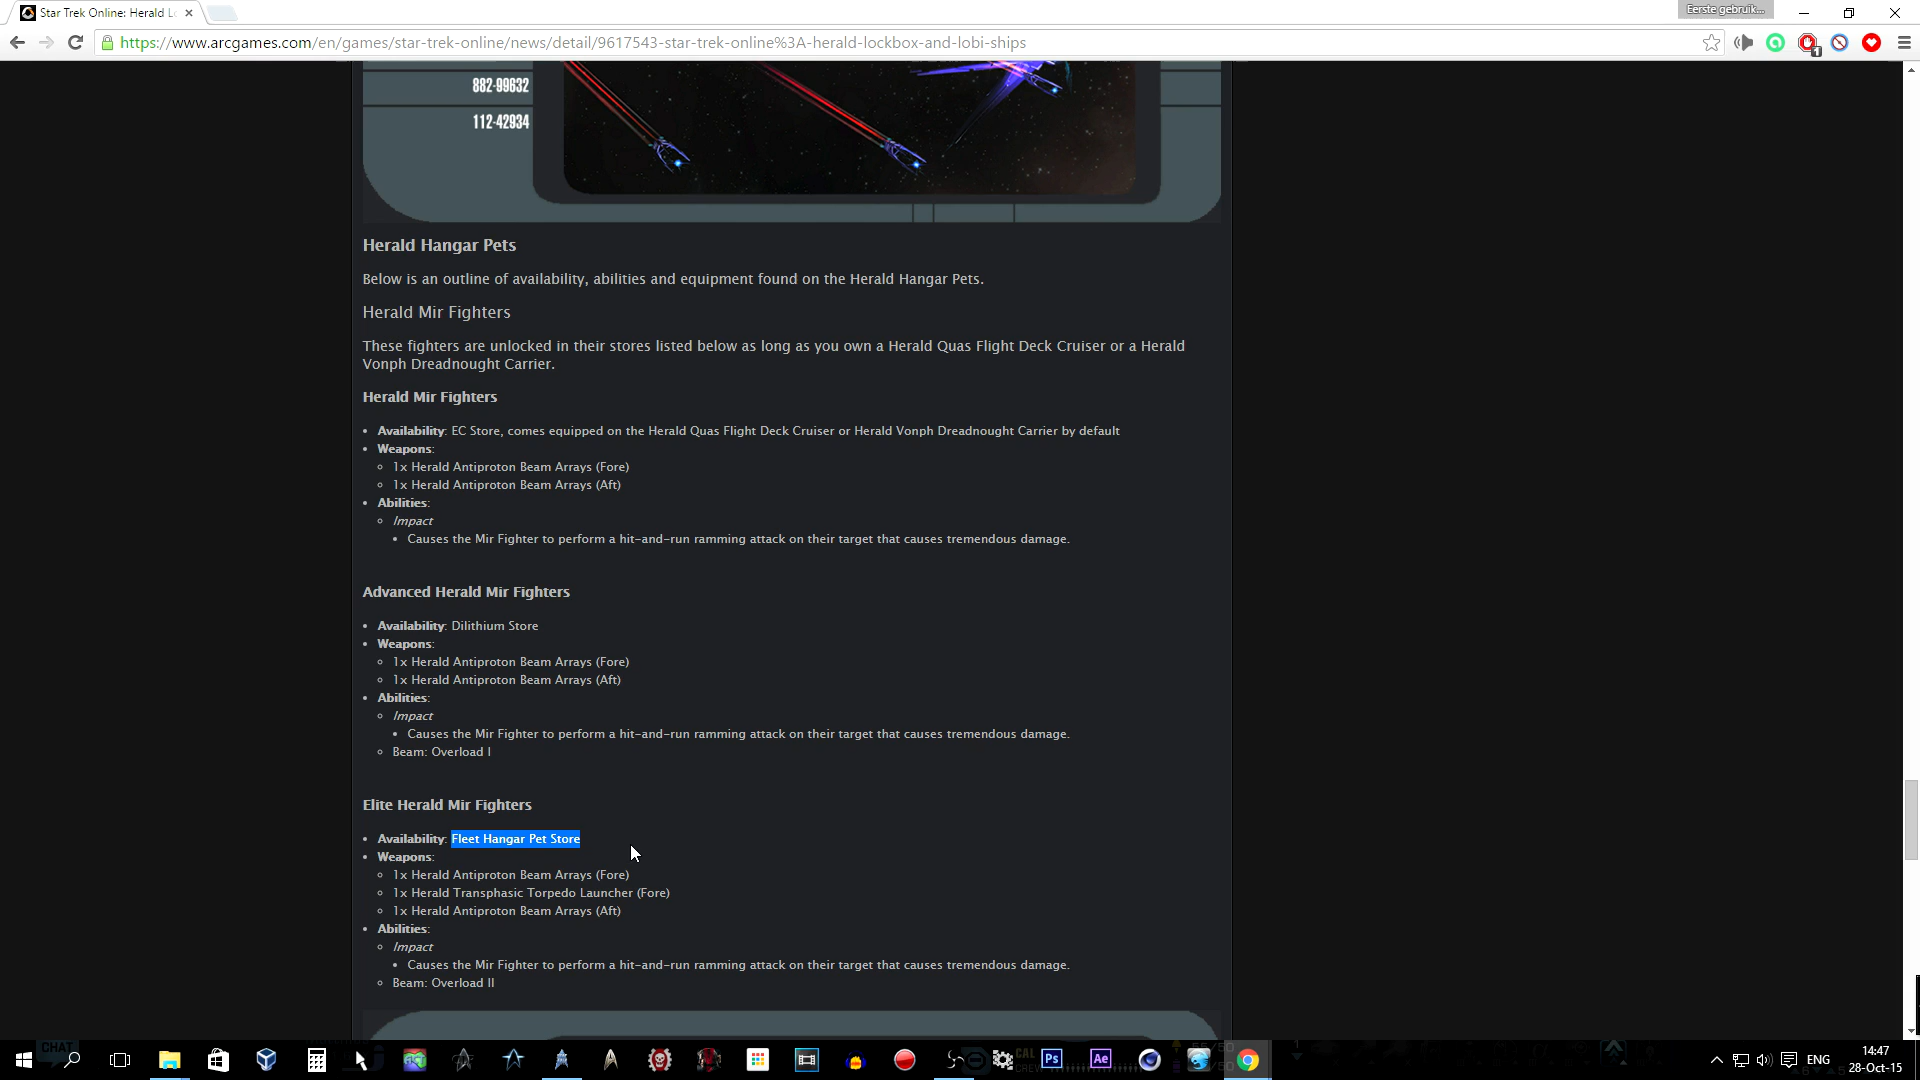 Star Trek Online: Herald L
Eerste gebruik...
https://www.arcgames.com/en/games/star-trek-online/news/detail/9617543-star-trek-online%3A-herald-lockbox-and-lobi-ships
882-99632
112-42934
Herald Hangar Pets
Below is an outline of availability, abilities and equipment found on the Herald Hangar Pets.
Herald Mir Fighters
These fighters are unlocked in their stores listed below as long as you own a Herald Quas Flight Deck Cruiser or a Herald
Vonph Dreadnought Carrier.
Herald Mir Fighters
• Availability: EC Store, comes equipped on the Herald Quas Flight Deck Cruiser or Herald Vonph Dreadnought Carrier by default
• Weapons:
1x Herald Antiproton Beam Arrays (Fore)
1x Herald Antiproton Beam Arrays (Aft)
• Abilities:
Impact
• Causes the Mir Fighter to perform a hit-and-run ramming attack on their target that causes tremendous damage.
Advanced Herald Mir Fighters
• Availability: Dilithium Store
• Weapons:
1x Herald Antiproton Beam Arrays (Fore)
1x Herald Antiproton Beam Arrays (Aft)
• Abilities:
Impact
• Causes the Mir Fighter to perform a hit-and-run ramming attack on their target that causes tremendous damage.
Beam: Overload I
Elite Herald Mir Fighters
• Availability: Fleet Hangar Pet Store
• Weapons:
1x Herald Antiproton Beam Arrays (Fore)
1x Herald Transphasic Torpedo Launcher (Fore)
1x Herald Antiproton Beam Arrays (Aft)
• Abilities:
Impact
• Causes the Mir Fighter to perform a hit-and-run ramming attack on their target that causes tremendous damage.
Beam: Overload II
CHAT
Ps
Ae
ENG
14:47
28-Oct-15